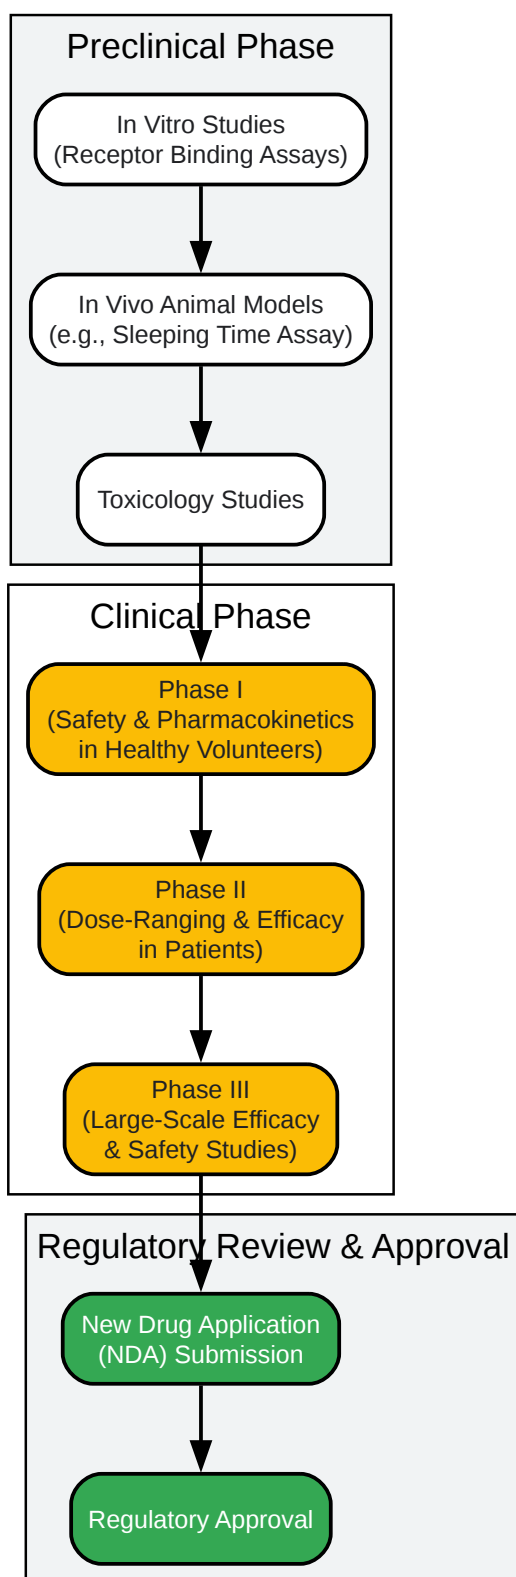 Preclinical Phase
In Vitro Studies
(Receptor Binding Assays)
In Vivo Animal Models
(e.g., Sleeping Time Assay)
Toxicology Studies
Clinical Phase
Phase I
(Safety & Pharmacokinetics
in Healthy Volunteers)
Phase II
(Dose-Ranging & Efficacy
in Patients)
Phase III
(Large-Scale Efficacy
& Safety Studies)
Regulatory Review & Approval
New Drug Application
(NDA) Submission
Regulatory Approval